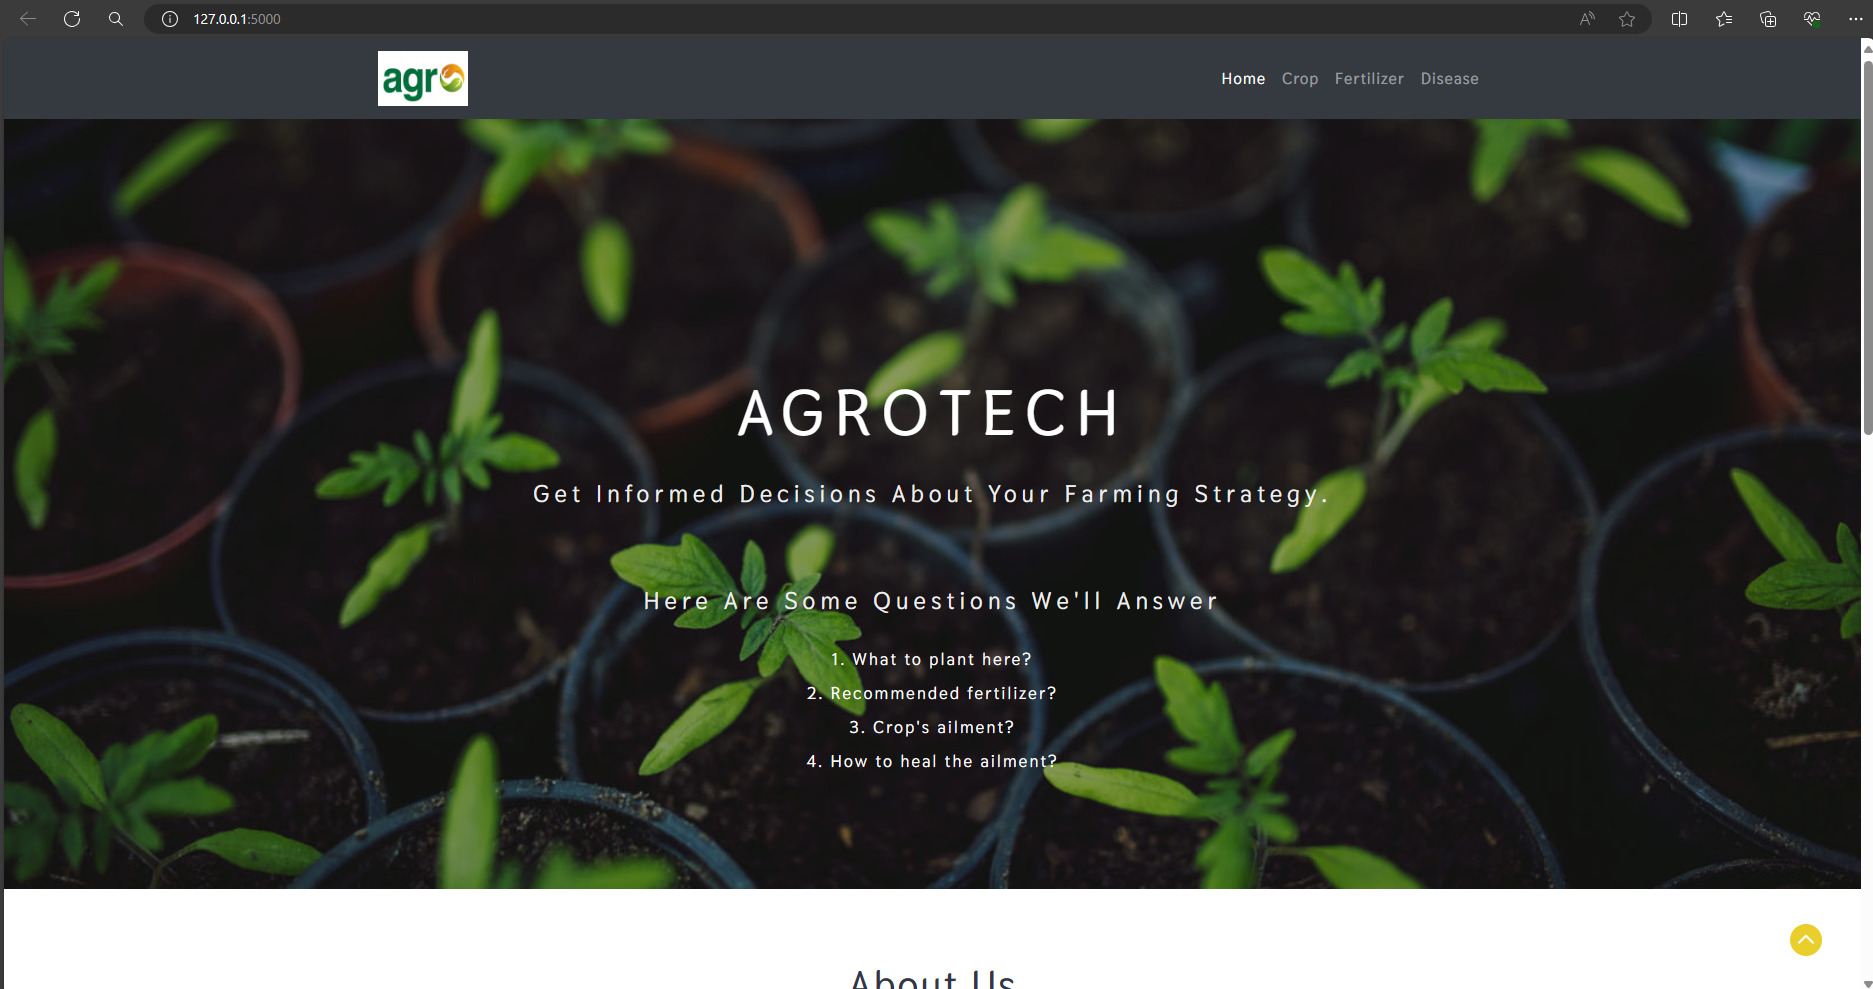 127.0.0.1:5000
agro
Home Crop Fertilizer Disease
AGROTECH
Get Informed Decisions About Your Farming Strategy.
Here Are Some Questions We'll Answer
1. What to plant here?
2. Recommended fertilizer?
3. Crop's ailment?
4. How to heal the ailment?
About Us